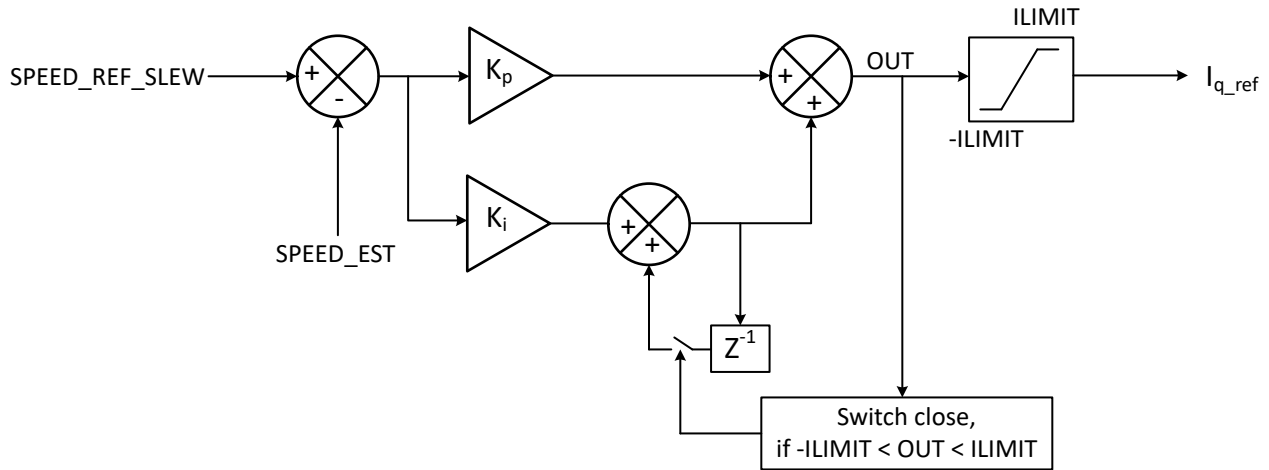 ILIMIT
SPEED_REF_SLEW
+
-
Kp
+
+
OUT
Iq_ref
-ILIMIT
SPEED_EST
Ki
+
+
Z-1
Switch close,
if -ILIMIT < OUT < ILIMIT